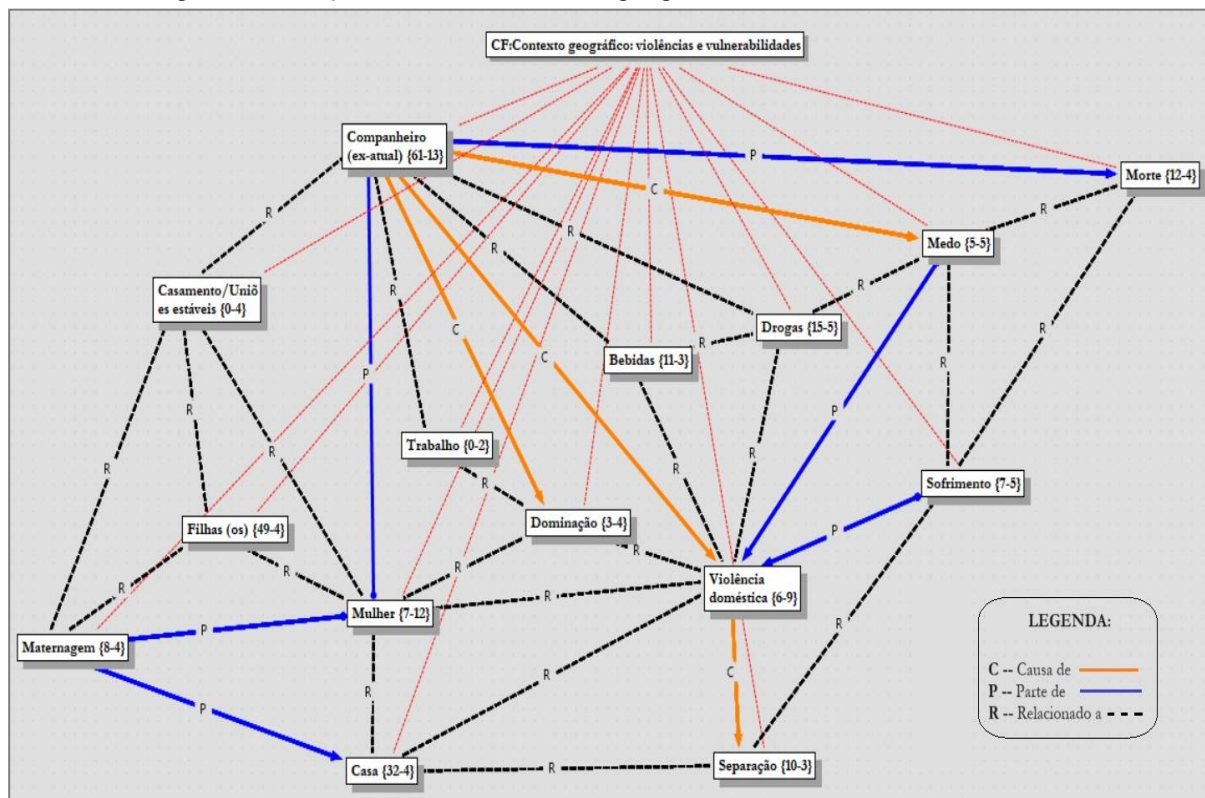 CF:Contexto geográfico: violências e vulnerabilidades
Companheiro
(ex-atual) {61-13}
P
Morte {12-4}
C
R
R
Medo {5-5}
R
R
Casamento/Uniõ
es estáveis {0-4}
R
R
Drogas {15-5}
C
C
R
Bebidas {11-3}
R
R
P
R
P
R
R
Trabalho {0-2}
R
R
R
R
Sofrimento {7-5}
R
Filhas (os) {49-4}
Dominação {3-4}
P
R
R
R
R
R
Violência
doméstica {6-9}
R
Mulher {7-12}
LEGENDA:
Maternagem {8-4}
P
R
C -- Causa de
P -- Parte de
R -- Relacionado a
R
R
C
P
Casa {32-4}
R
Separação {10-3}